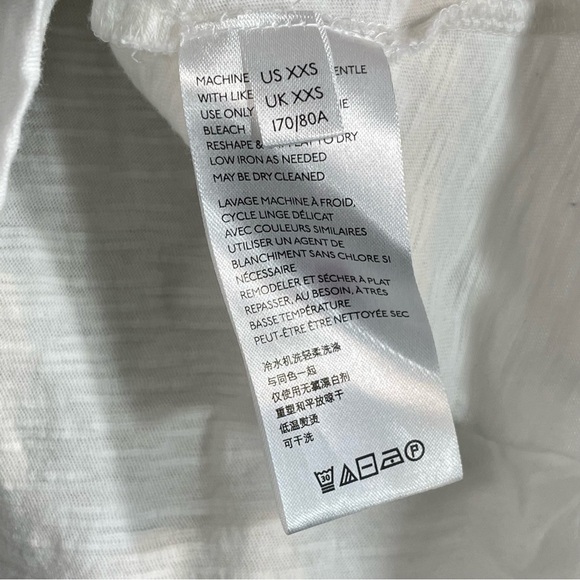 US XXS
UK XXS
170/80A
MACHINE ENTLE
WITH LIKE
USE ONLY
BLEACH
RESHAPE & FLAT TO DRY
LOW IRON AS NEEDED
MAY BE DRY CLEANED
LAVAGE MACHINE À FROID,
CYCLE LINGE DÉLICAT
AVEC COULEURS SIMILAIRES
UTILISER UN AGENT DE
BLANCHIMENT SANS CHLORE SI
NÉCESSAIRE
REMODELER ET SÉCHER À PLAT
REPASSER, AU BESOIN, À TRÈS
BASSE TEMPÉRATURE
PEUT-ÊTRE ÊTRE NETTOYÉE SEC
冷水机洗轻柔洗涤
与同色一起
仅使用无氯漂白剂
重塑和平放晾干
低温熨烫
可干洗
30
P